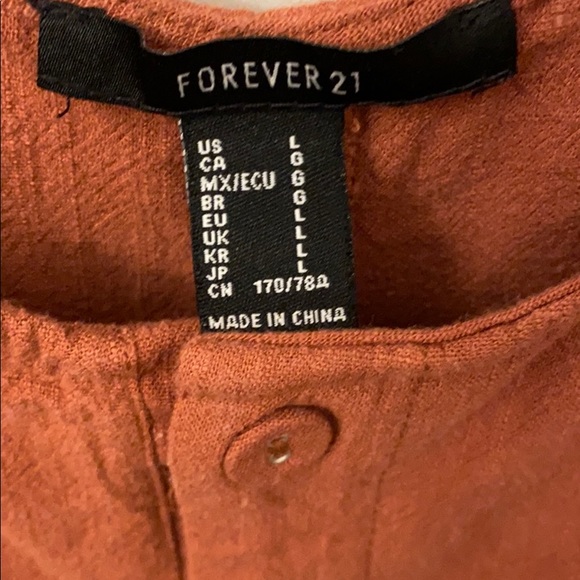 FOREVER 21
US L
CA G
MX/ECU G
BR G
EU L
UK L
KR L
JP L
CN 170/78A
MADE IN CHINA